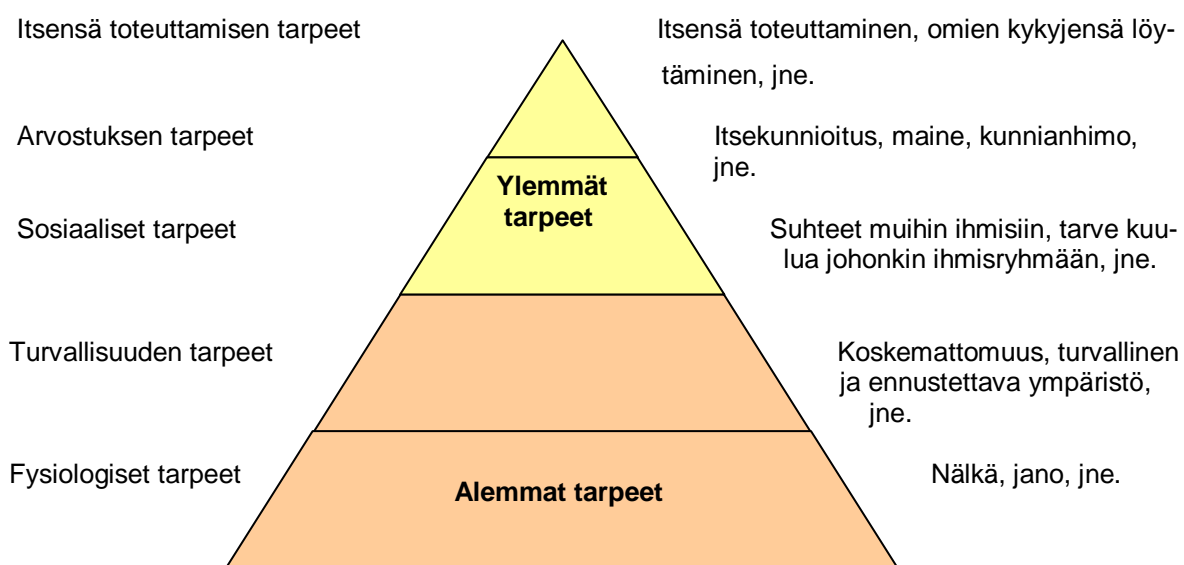 Itsensä toteuttamisen tarpeet
Itsensä toteuttaminen, omien kykyjensä löy-
täminen, jne.
Arvostuksen tarpeet
Itsekunnioitus, maine, kunnianhimo,
jne.
Ylemmät
tarpeet
Sosiaaliset tarpeet
Suhteet muihin ihmisiin, tarve kuu-
lua johonkin ihmisryhmään, jne.
Turvallisuuden tarpeet
Koskemattomuus, turvallinen
ja ennustettava ympäristö,
jne.
Fysiologiset tarpeet
Alemmat tarpeet
Nälkä, jano, jne.